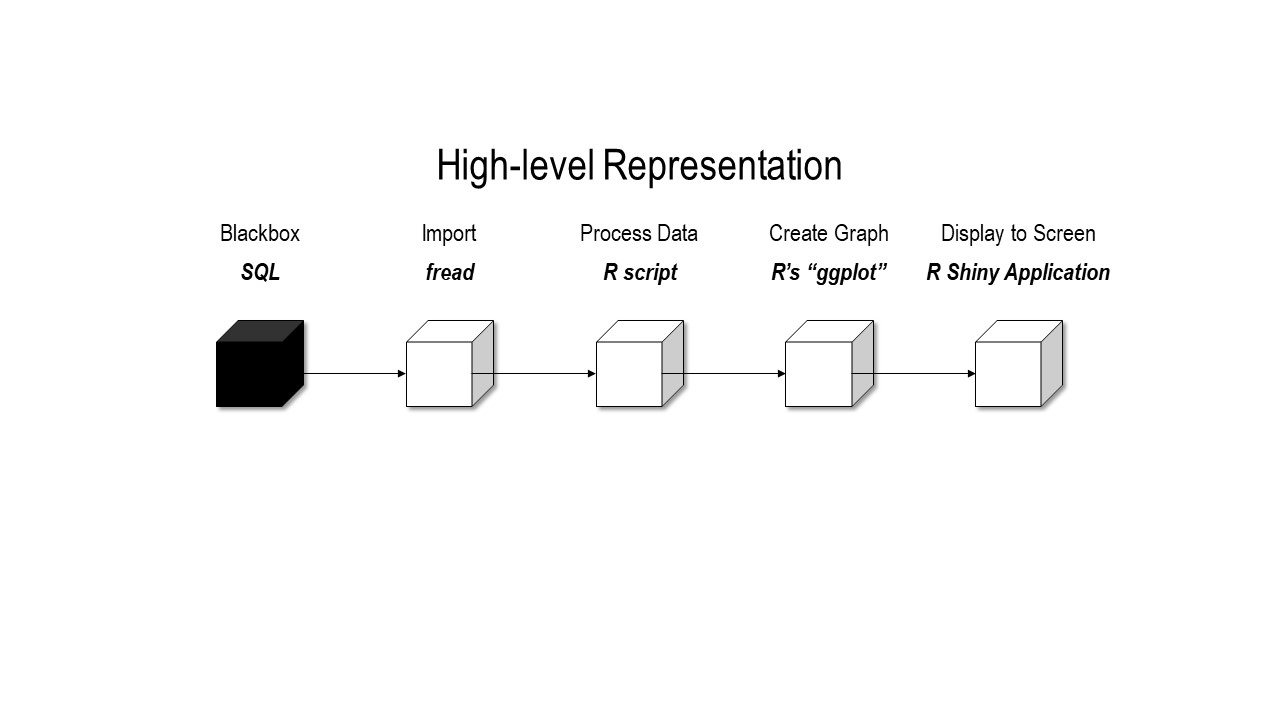 High-level Representation
Blackbox
SQL
Import
fread
Process Data
R script
Create Graph
R’s “ggplot”
Display to Screen
R Shiny Application